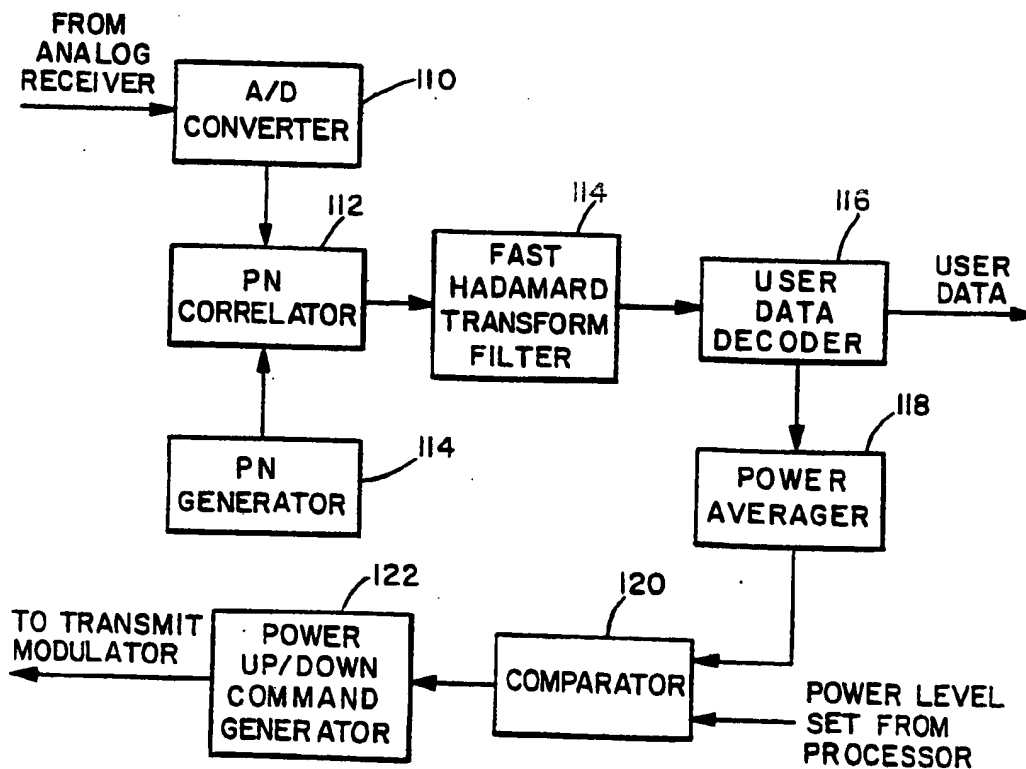 FROM
ANALOG
RECEIVER
A/D
CONVERTER
110
112
PN
CORRELATOR
114
FAST
HADAMARD
TRANSFORM
FILTER
116
USER
DATA
DECODER
USER
DATA
PN
GENERATOR
114
118
POWER
AVERAGER
TO TRANSMIT
MODULATOR
122
POWER
UP/DOWN
COMMAND
GENERATOR
120
COMPARATOR
POWER LEVEL
SET FROM
PROCESSOR